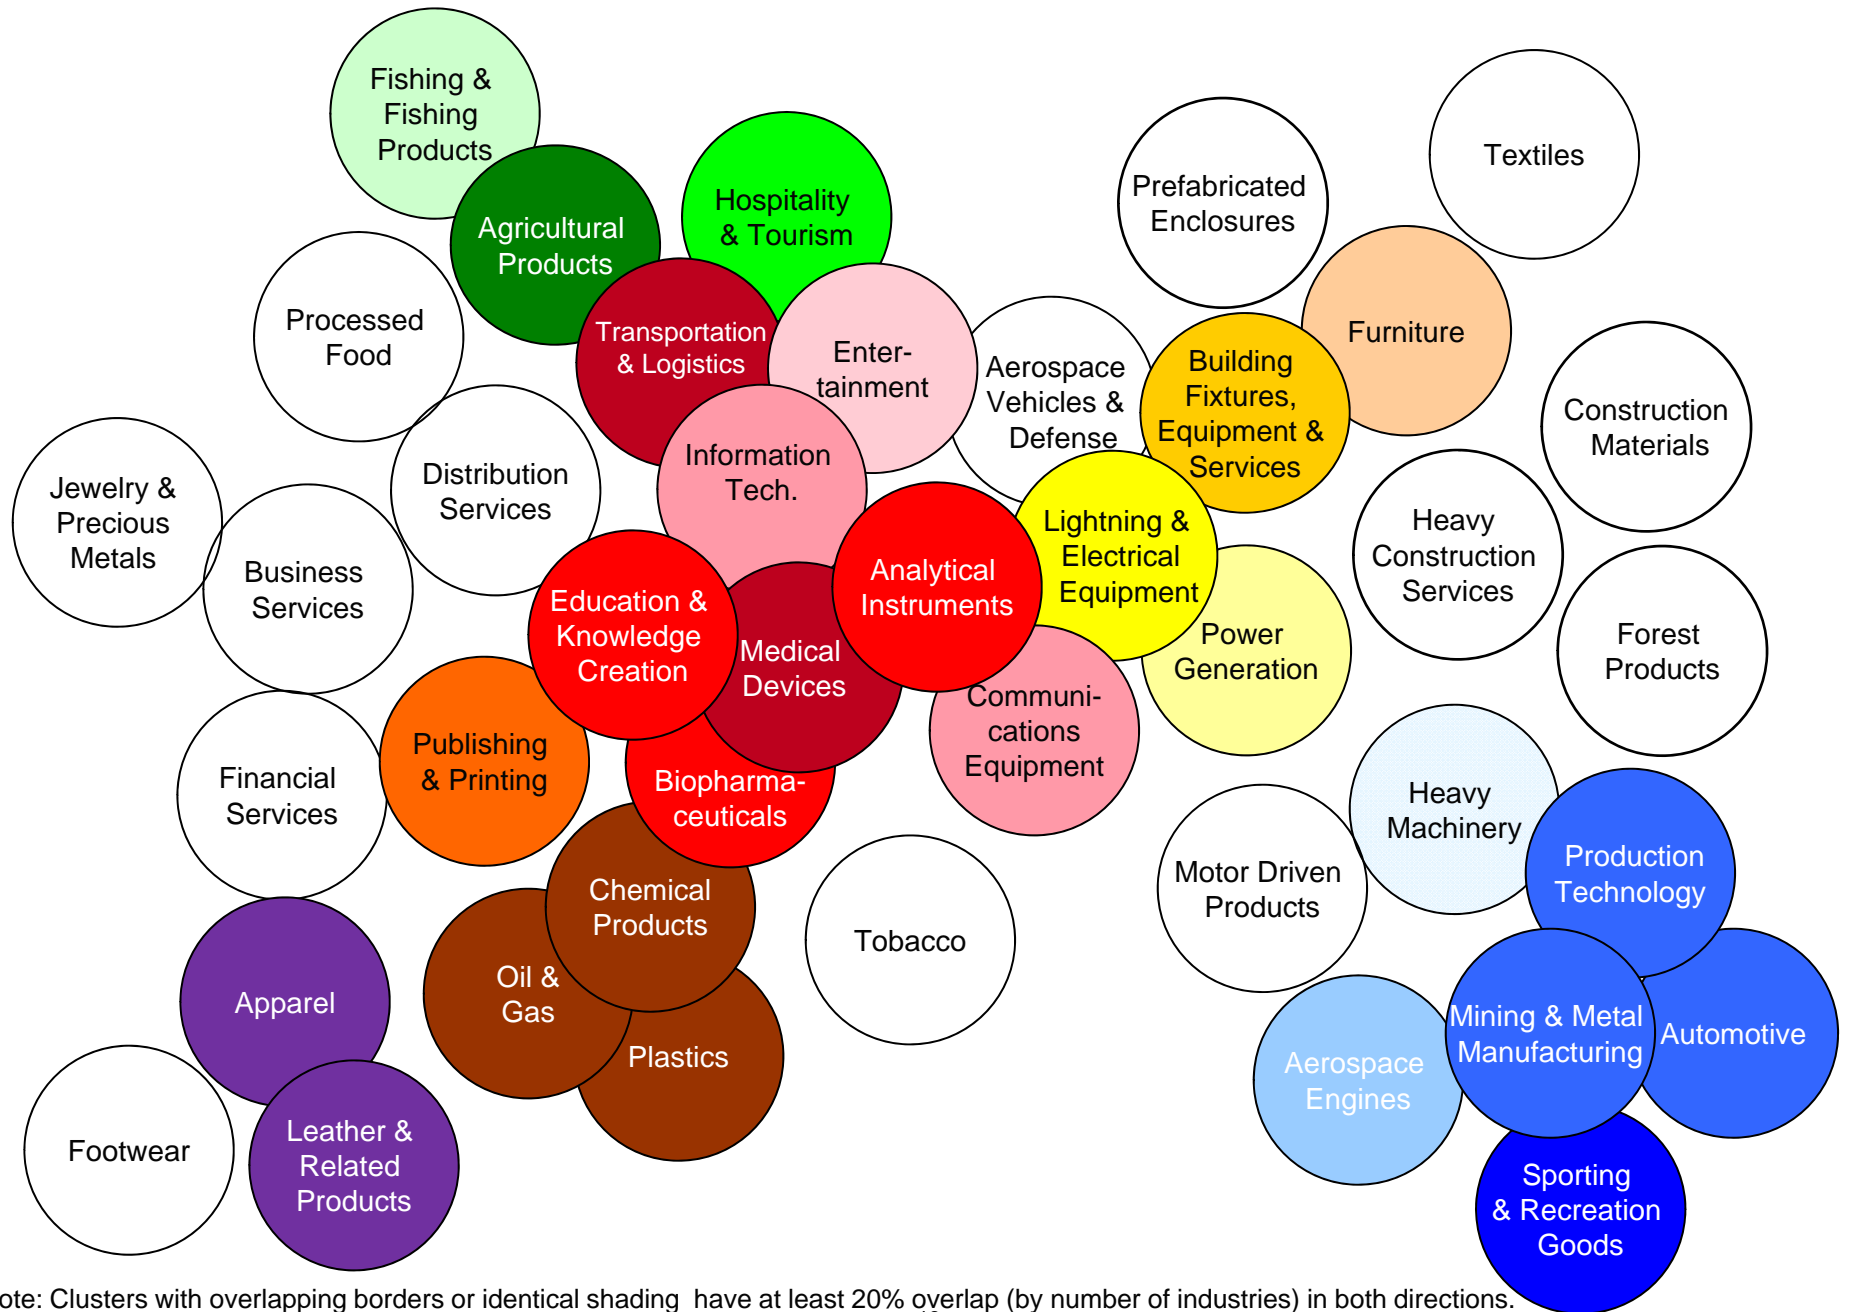 Fishing &
Fishing
Products
Agricultural
Products
Hospitality
& Tourism
Prefabricated
Enclosures
Textiles
Processed
Food
Transportation
& Logistics
Enter-
tainment
Aerospace
Vehicles &
Defense
Building
Fixtures,
Equipment &
Services
Furniture
Construction
Materials
Jewelry &
Precious
Metals
Distribution
Services
Information
Tech.
Business
Services
Education &
Knowledge
Creation
Medical
Devices
Analytical
Instruments
Lightning &
Electrical
Equipment
Heavy
Construction
Services
Power
Generation
Forest
Products
Communi-
cations
Equipment
Financial
Services
Publishing
& Printing
Biopharma-
ceuticals
Heavy
Machinery
Motor Driven
Products
Production
Technology
Chemical
Products
Tobacco
Oil &
Gas
Plastics
Apparel
Aerospace
Engines
Mining & Metal
Manufacturing
Automotive
Footwear
Leather &
Related
Products
Sporting
& Recreation
Goods
ote: Clusters with overlapping borders or identical shading have at least 20% overlap (by number of industries) in both directions.